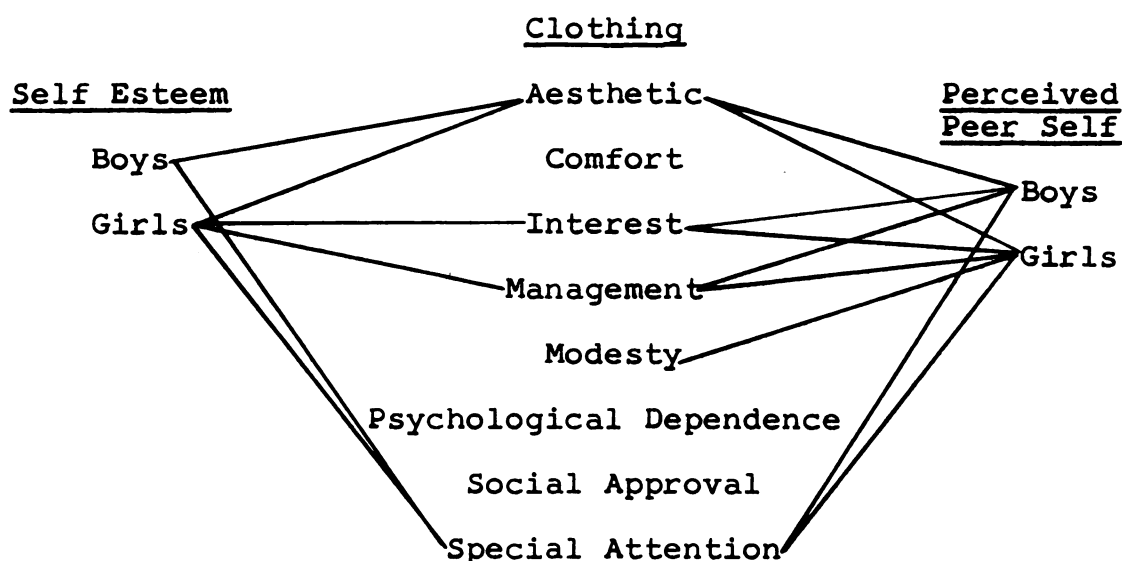 Clothing
Self Esteem
Aesthetic
Perceived
Peer Self
Boys
Comfort
Boys
Girls
Interest
Girls
Management
Modesty
Psychological Dependence
Social Approval
Special Attention